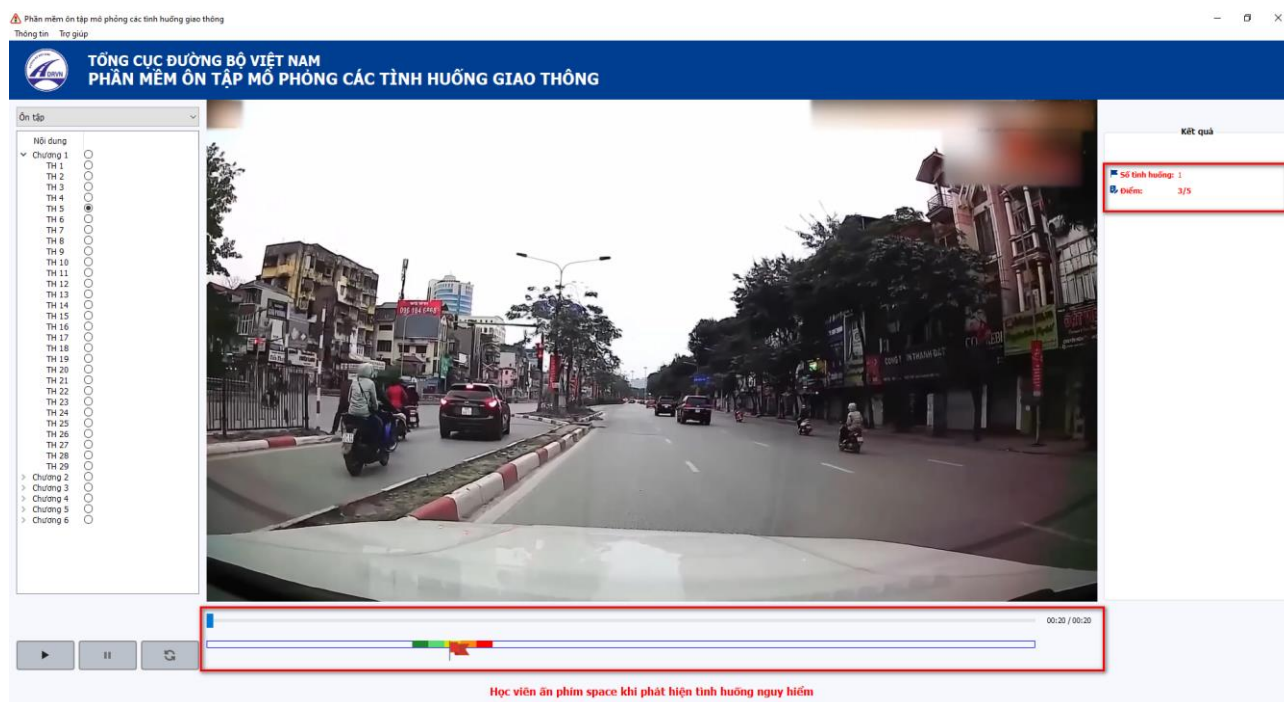 Phần mềm ôn tập mô phỏng các tình huống giao thông
Thông tin Trợ giúp
TỔNG CỤC ĐƯỜNG BỘ VIỆT NAM
PHẦN MỀM ÔN TẬP MÔ PHỎNG CÁC TÌNH HUỐNG GIAO THÔNG
DRVN
Ôn tập
Nội dung
Chương 1
TH 1
TH 2
TH 3
TH 4
TH 5
TH 6
TH 7
TH 8
TH 9
TH 10
TH 11
TH 12
TH 13
TH 14
TH 15
TH 16
TH 17
TH 18
TH 19
TH 20
TH 21
TH 22
TH 23
TH 24
TH 25
TH 26
TH 27
TH 28
TH 29
Chương 2
Chương 3
Chương 4
Chương 5
Chương 6
Kết quả
Số tình huống: 1
Điểm: 3/5
00:20 / 00:20
Học viên ấn phím space khi phát hiện tình huống nguy hiểm